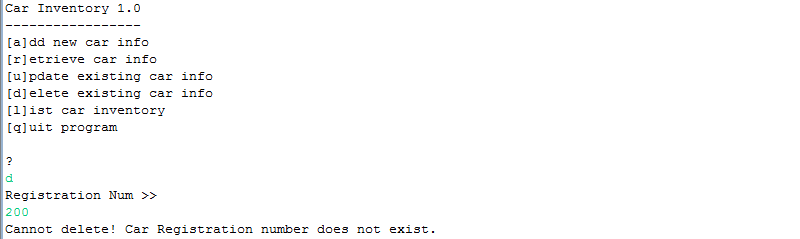 Car Inventory 1.0
-----------------
[a]dd new car info
[r]etrieve car info
[u]pdate existing car info
[d]elete existing car info
[l]ist car inventory
[q]uit program
?
d
Registration Num >>
200
Cannot delete! Car Registration number does not exist.